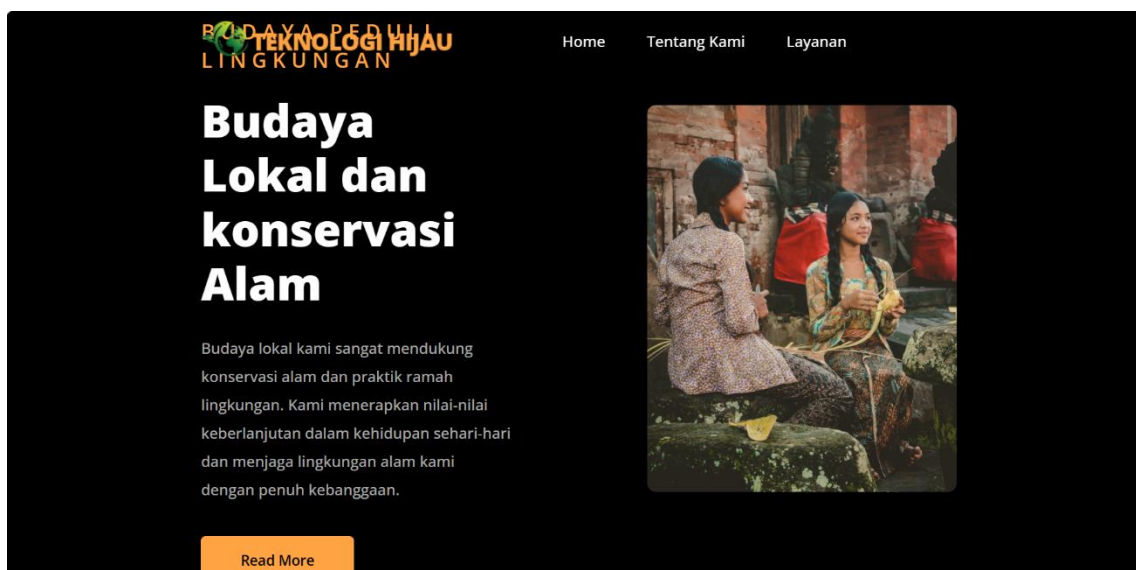 BUDAYA PEDULI
LINGKUNGAN
TEKNOLOGI HIJAU
Home
Tentang Kami
Layanan
Budaya
Lokal dan
konservasi
Alam
Budaya lokal kami sangat mendukung
konservasi alam dan praktik ramah
lingkungan. Kami menerapkan nilai-nilai
keberlanjutan dalam kehidupan sehari-hari
dan menjaga lingkungan alam kami
dengan penuh kebanggaan.
Read More